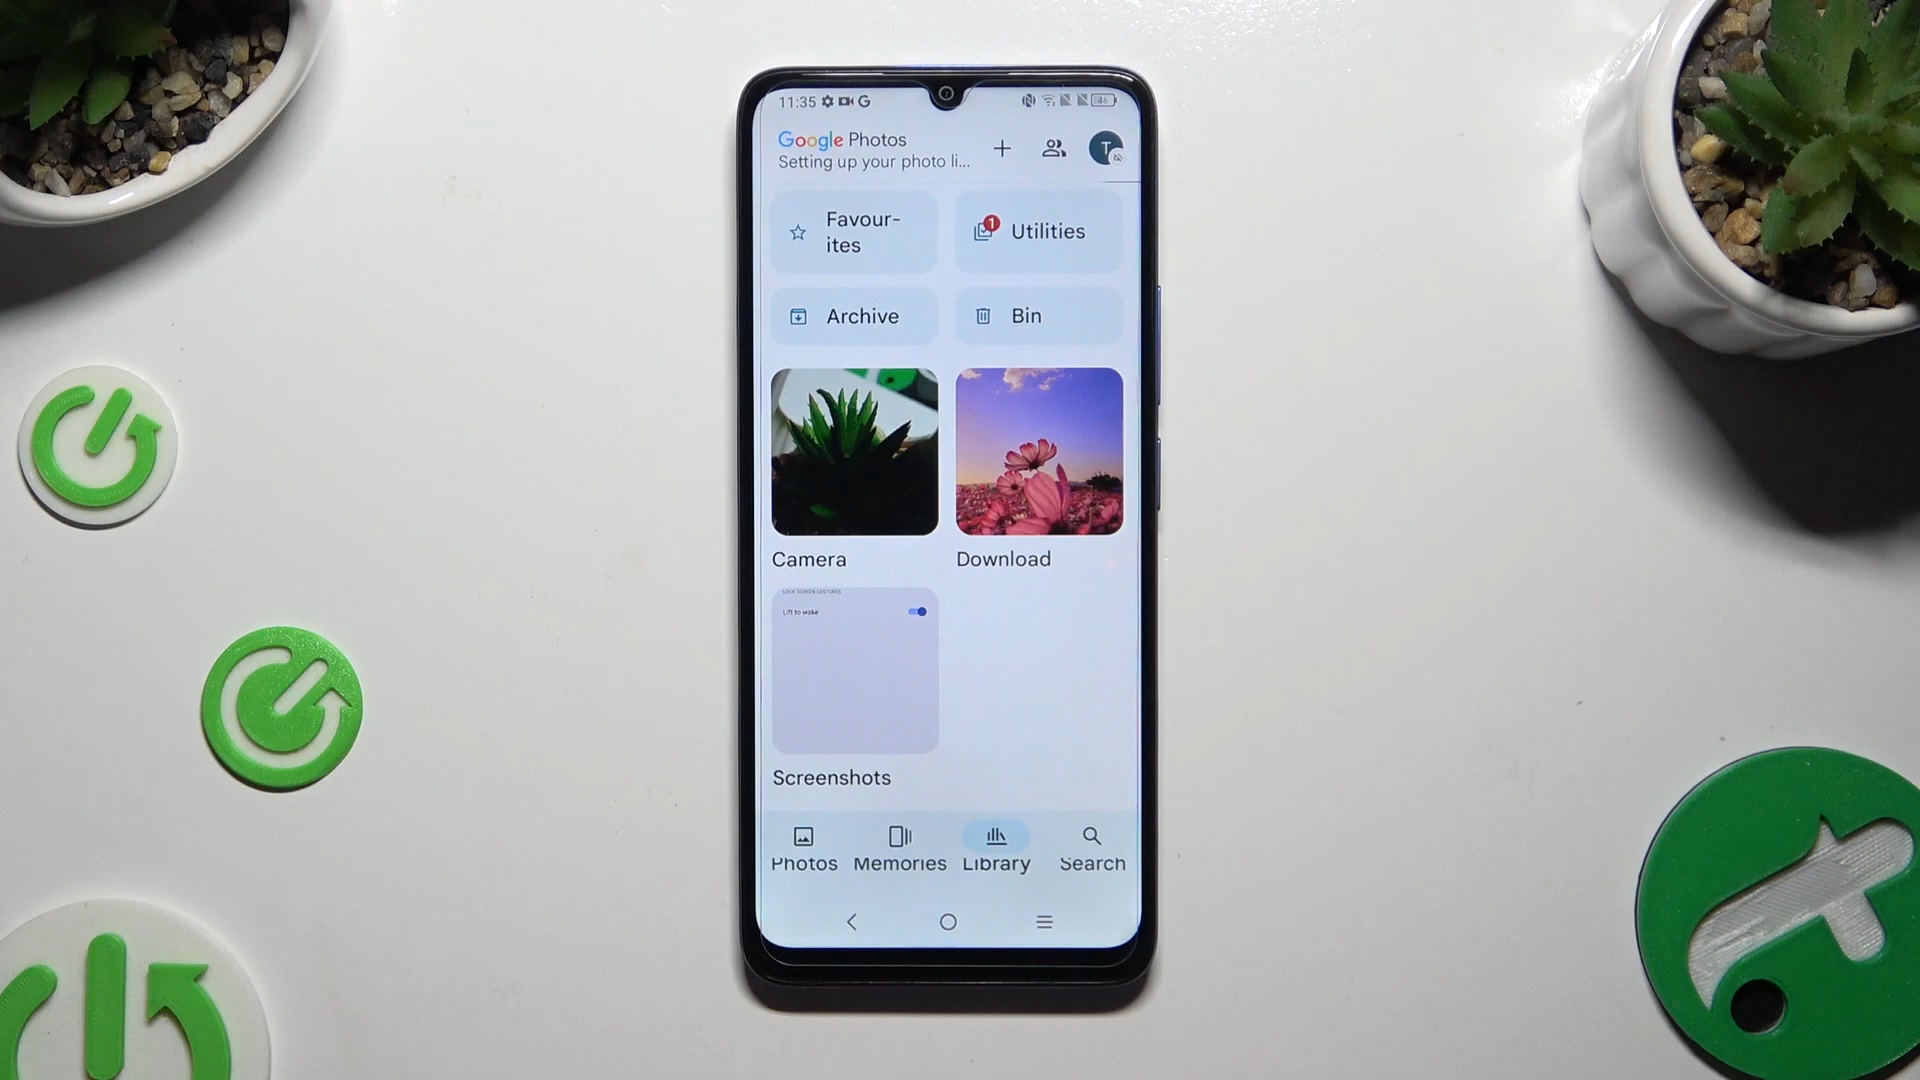 11:35 G
Google Photos
Setting up your photo li...
T
Favour-
ites
1
Utilities
Archive
Bin
Camera
Download
LOCK SCREEN GESTURES
Lift to wake
Screenshots
Photos
Memories
Library
Search